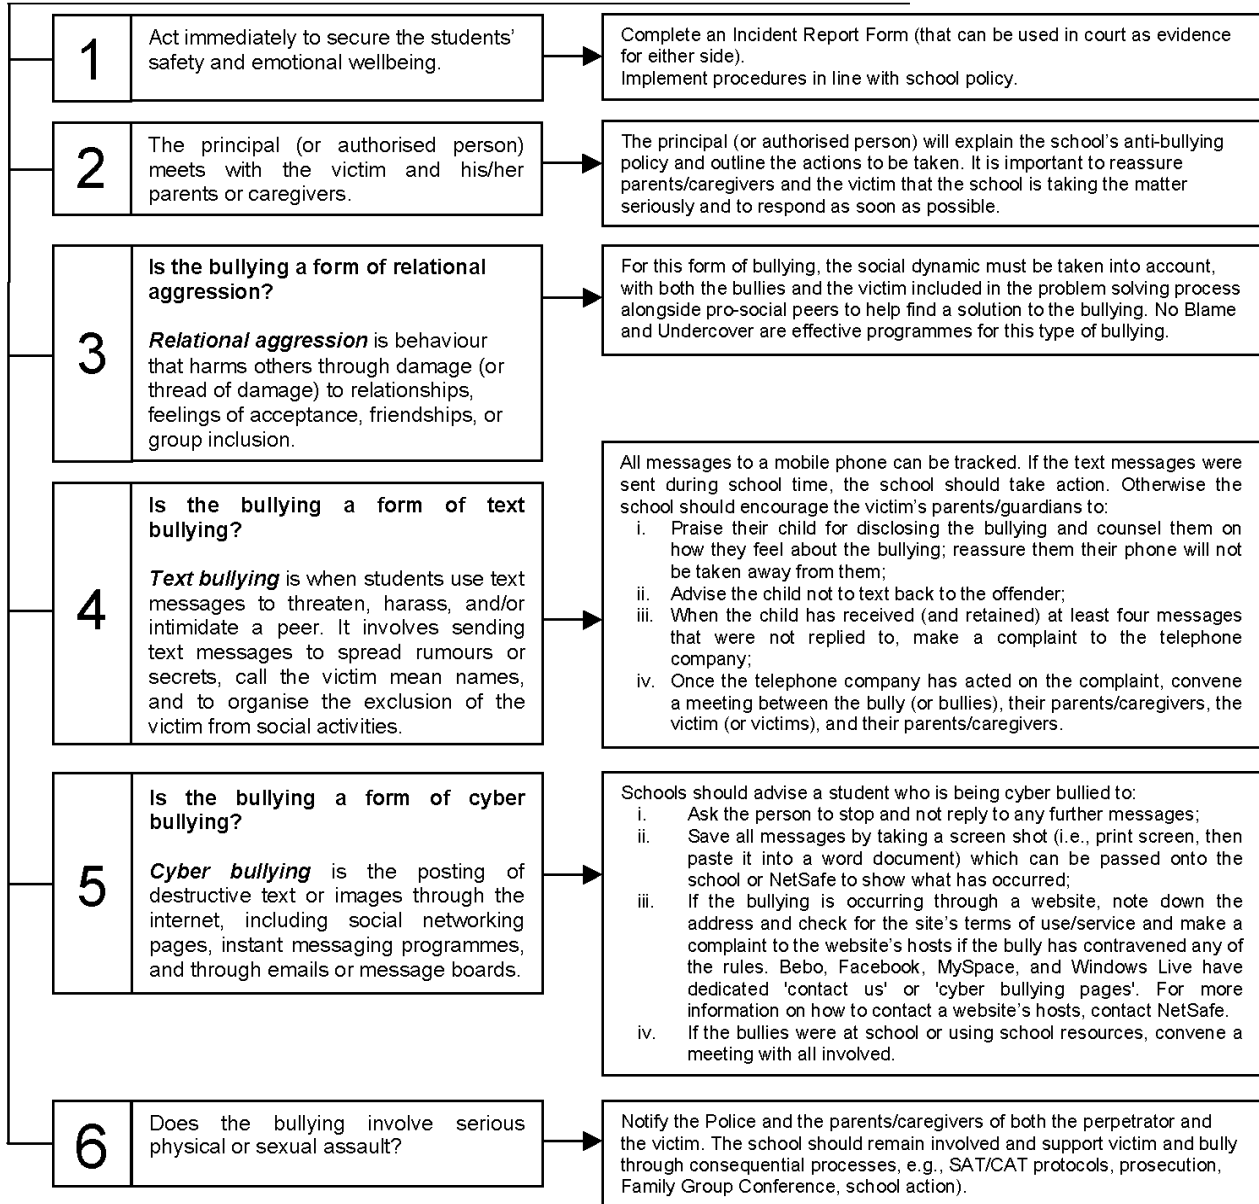 1
Act immediately to secure the students'
safety and emotional wellbeing.
Complete an Incident Report Form (that can be used in court as evidence
for either side).
Implement procedures in line with school policy.
2
The principal (or authorised person)
meets with the victim and his/her
parents or caregivers.
The principal (or authorised person) will explain the school's anti-bullying
policy and outline the actions to be taken. It is important to reassure
parents/caregivers and the victim that the school is taking the matter
seriously and to respond as soon as possible.
3
Is the bullying a form of relational
aggression?
Relational aggression is behaviour
that harms others through damage (or
thread of damage) to relationships,
feelings of acceptance, friendships, or
group inclusion.
For this form of bullying, the social dynamic must be taken into account,
with both the bullies and the victim included in the problem solving process
alongside pro-social peers to help find a solution to the bullying. No Blame
and Undercover are effective programmes for this type of bullying.
4
Is the bullying a form of text
bullying?
Text bullying is when students use text
messages to threaten, harass, and/or
intimidate a peer. It involves sending
text messages to spread rumours or
secrets, call the victim mean names,
and to organise the exclusion of the
victim from social activities.
All messages to a mobile phone can be tracked. If the text messages were
sent during school time, the school should take action. Otherwise the
school should encourage the victim's parents/guardians to:
i. Praise their child for disclosing the bullying and counsel them on
how they feel about the bullying; reassure them their phone will not
be taken away from them;
ii. Advise the child not to text back to the offender;
iii. When the child has received (and retained) at least four messages
that were not replied to, make a complaint to the telephone
company;
iv. Once the telephone company has acted on the complaint, convene
a meeting between the bully (or bullies), their parents/caregivers, the
victim (or victims), and their parents/caregivers.
5
Is the bullying a form of cyber
bullying?
Cyber bullying is the posting of
destructive text or images through the
internet, including social networking
pages, instant messaging programmes,
and through emails or message boards.
Schools should advise a student who is being cyber bullied to:
i. Ask the person to stop and not reply to any further messages;
ii. Save all messages by taking a screen shot (i.e., print screen, then
paste it into a word document) which can be passed onto the
school or NetSafe to show what has occurred;
iii. If the bullying is occurring through a website, note down the
address and check for the site's terms of use/service and make a
complaint to the website's hosts if the bully has contravened any of
the rules. Bebo, Facebook, MySpace, and Windows Live have
dedicated 'contact us' or 'cyber bullying pages'. For more
information on how to contact a website's hosts, contact NetSafe.
iv. If the bullies were at school or using school resources, convene a
meeting with all involved.
6
Does the bullying involve serious
physical or sexual assault?
Notify the Police and the parents/caregivers of both the perpetrator and
the victim. The school should remain involved and support victim and bully
through consequential processes, e.g., SAT/CAT protocols, prosecution,
Family Group Conference, school action).